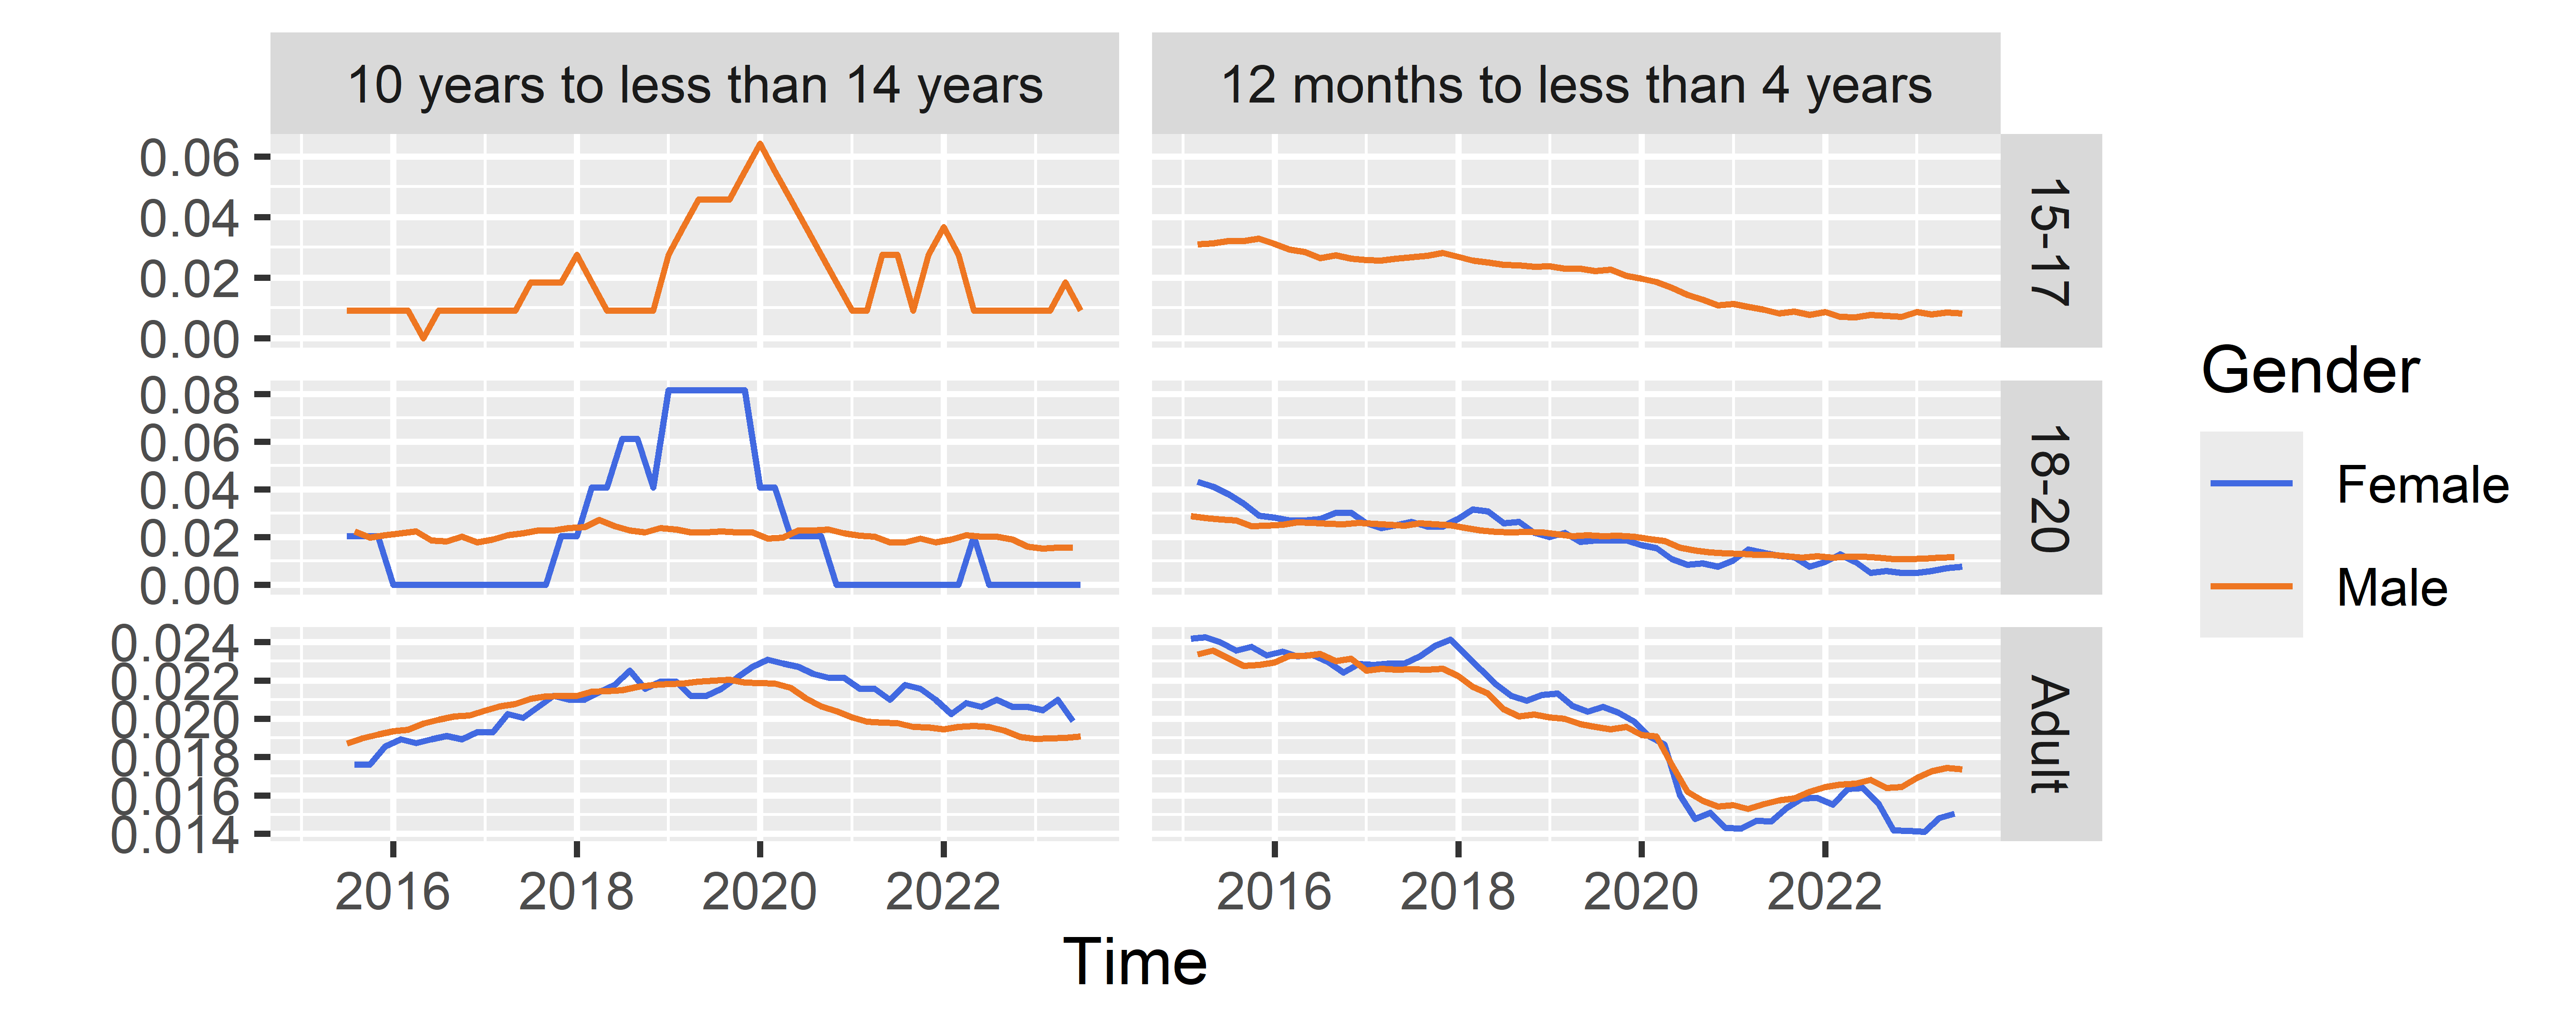 10 years to less than 14 years
12 months to less than 4 years
0.06
0.04
0.02
0.00
15-17
0.08
0.06
0.04
0.02
0.00
18-20
0.024
0.022
0.020
0.018
0.016
0.014
Adult
2016 2018 2020 2022
2016 2018 2020 2022
Time
Gender
Female
Male